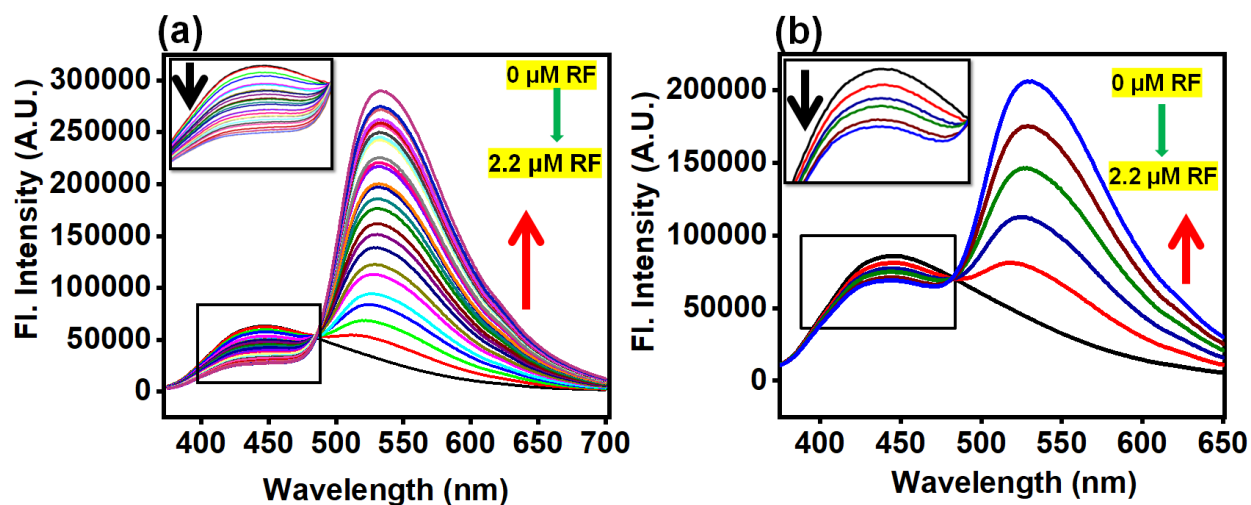 (a)
Fl. Intensity (A.U.)
300000
250000
200000
150000
100000
50000
0
0 µM RF
2.2 µM RF
400 450 500 550 600 650 700
Wavelength (nm)
(b)
Fl. Intensity (A.U.)
200000
150000
100000
50000
0
0 µM RF
2.2 µM RF
400 450 500 550 600 650
Wavelength (nm)